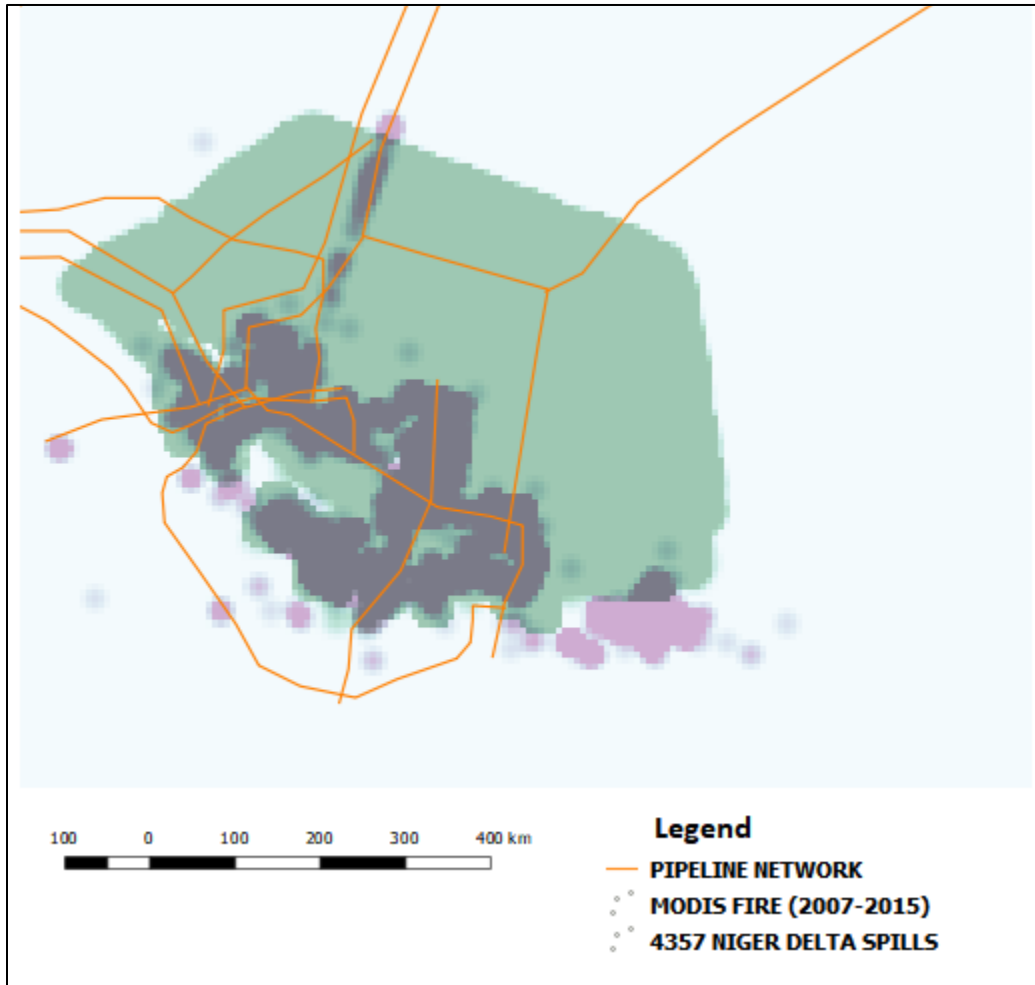 100 0 100 200 300 400 km
Legend
PIPELINE NETWORK
MODIS FIRE (2007-2015)
4357 NIGER DELTA SPILLS